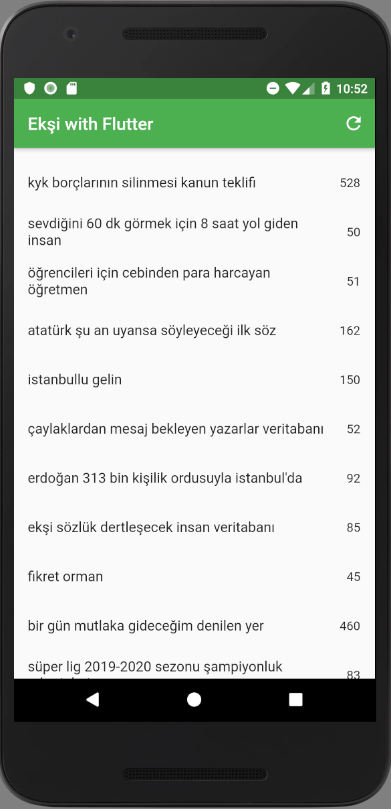 10:52
Ekşi with Flutter
kyk borçlarının silinmesi kanun teklifi 528
sevdiğini 60 dk görmek için 8 saat yol giden
insan 50
öğrencileri için cebinden para harcayan
öğretmen 51
atatürk şu an uyansa söyleyeceği ilk söz 162
istanbullu gelin 150
çaylaklardan mesaj bekleyen yazarlar veritabanı 52
erdoğan 313 bin kişilik ordusuyla istanbul'da 92
ekşi sözlük dertleşecek insan veritabanı 85
fikret orman 45
bir gün mutlaka gideceğim denilen yer 460
süper lig 2019-2020 sezonu şampiyonluk
83